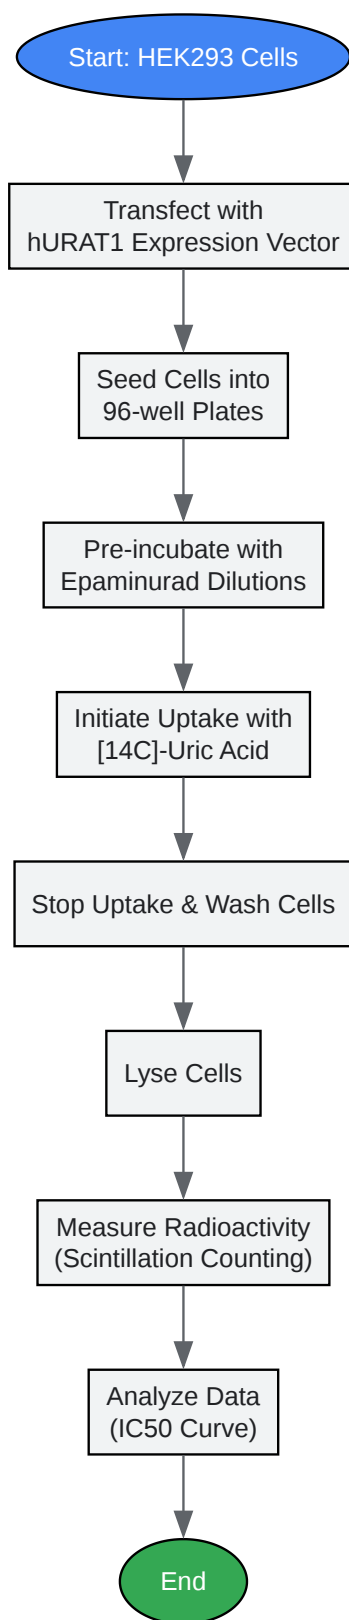 Start: HEK293 Cells
Transfect with
hURAT1 Expression Vector
Seed Cells into
96-well Plates
Pre-incubate with
Epaminurad Dilutions
Initiate Uptake with
[14C]-Uric Acid
Stop Uptake & Wash Cells
Lyse Cells
Measure Radioactivity
(Scintillation Counting)
Analyze Data
(IC50 Curve)
End